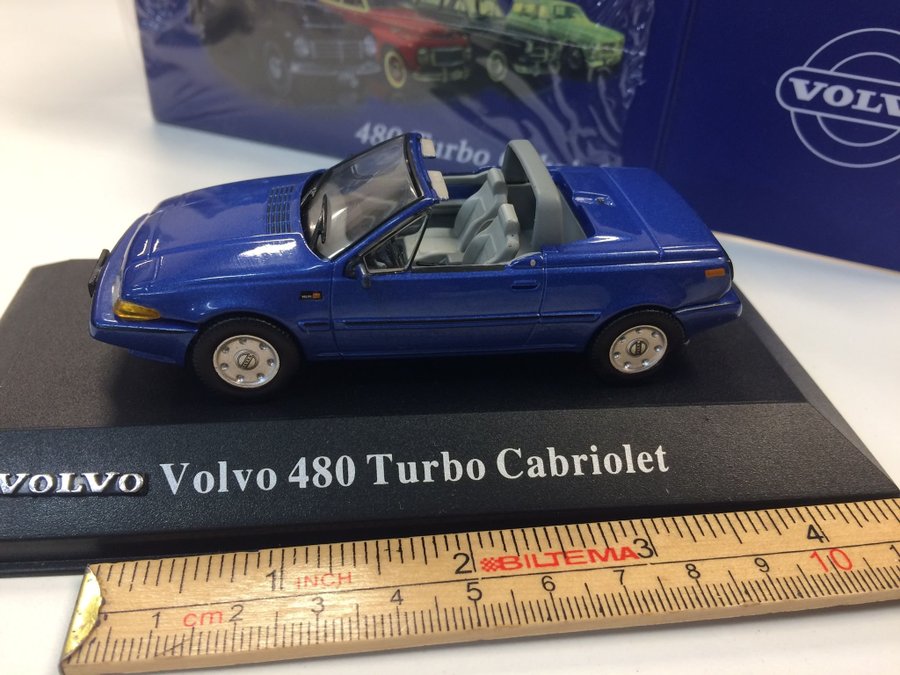 480 Turbo
VOLVO
VOLVO
Volvo 480 Turbo Cabriolet
1 INCH 2 BILTEMA 3 4
1 cm 2 3 4 5 6 7 8 9 10